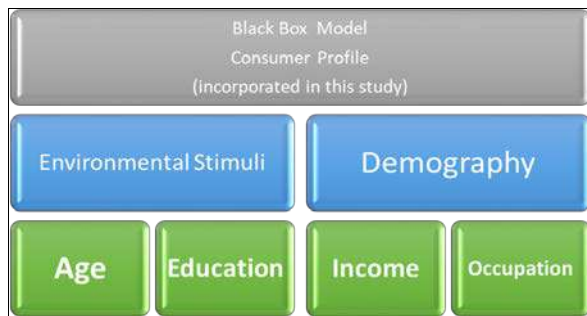 Black Box Model
Consumer Profile
(incorporated in this study)
Environmental Stimuli
Demography
Age
Education
Income
Occupation